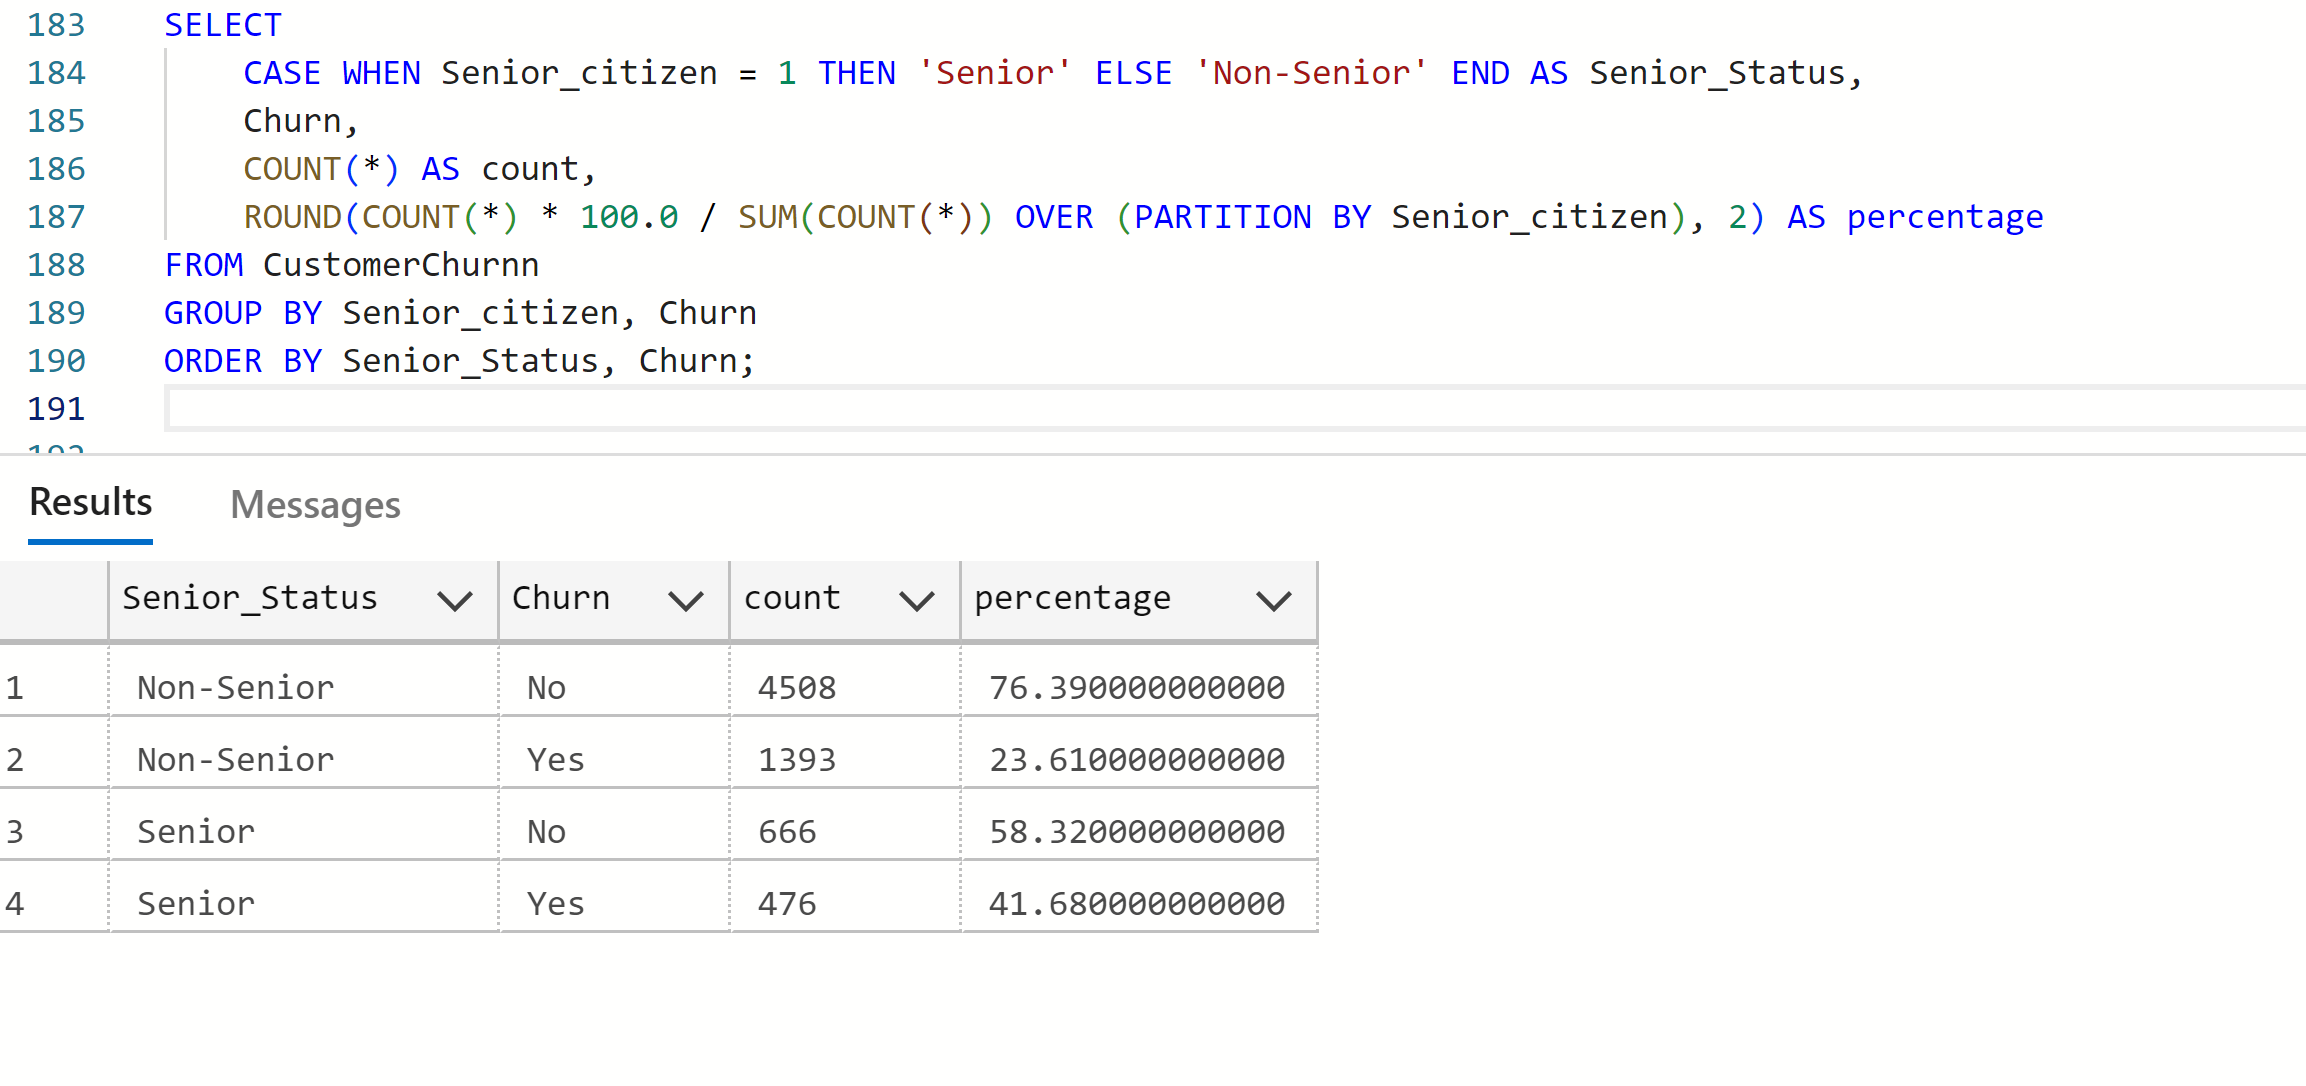 183 SELECT
184 CASE WHEN Senior_citizen = 1 THEN 'Senior' ELSE 'Non-Senior' END AS Senior_Status,
185 Churn,
186 COUNT(*) AS count,
187 ROUND(COUNT(*) * 100.0 / SUM(COUNT(*)) OVER (PARTITION BY Senior_citizen), 2) AS percentage
188 FROM CustomerChurnn
189 GROUP BY Senior_citizen, Churn
190 ORDER BY Senior_Status, Churn;
191
192
Results Messages
Senior_Status Churn count percentage
1 Non-Senior No 4508 76.390000000000
2 Non-Senior Yes 1393 23.610000000000
3 Senior No 666 58.320000000000
4 Senior Yes 476 41.680000000000